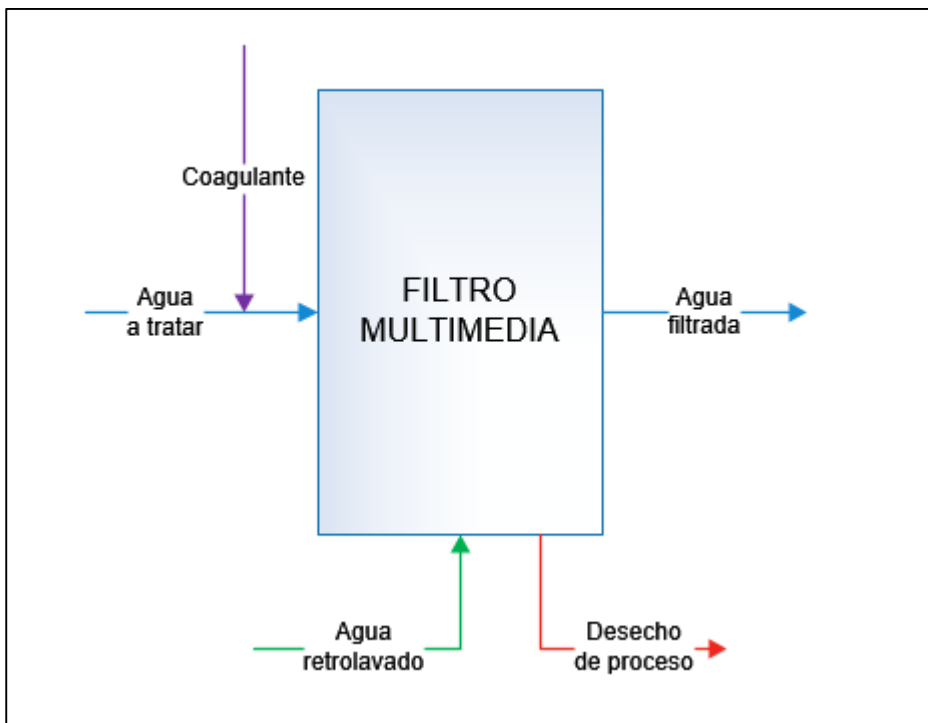 Coagulante
Agua
a tratar
FILTRO
MULTIMEDIA
Agua
filtrada
Agua
retrolavado
Desecho
de proceso